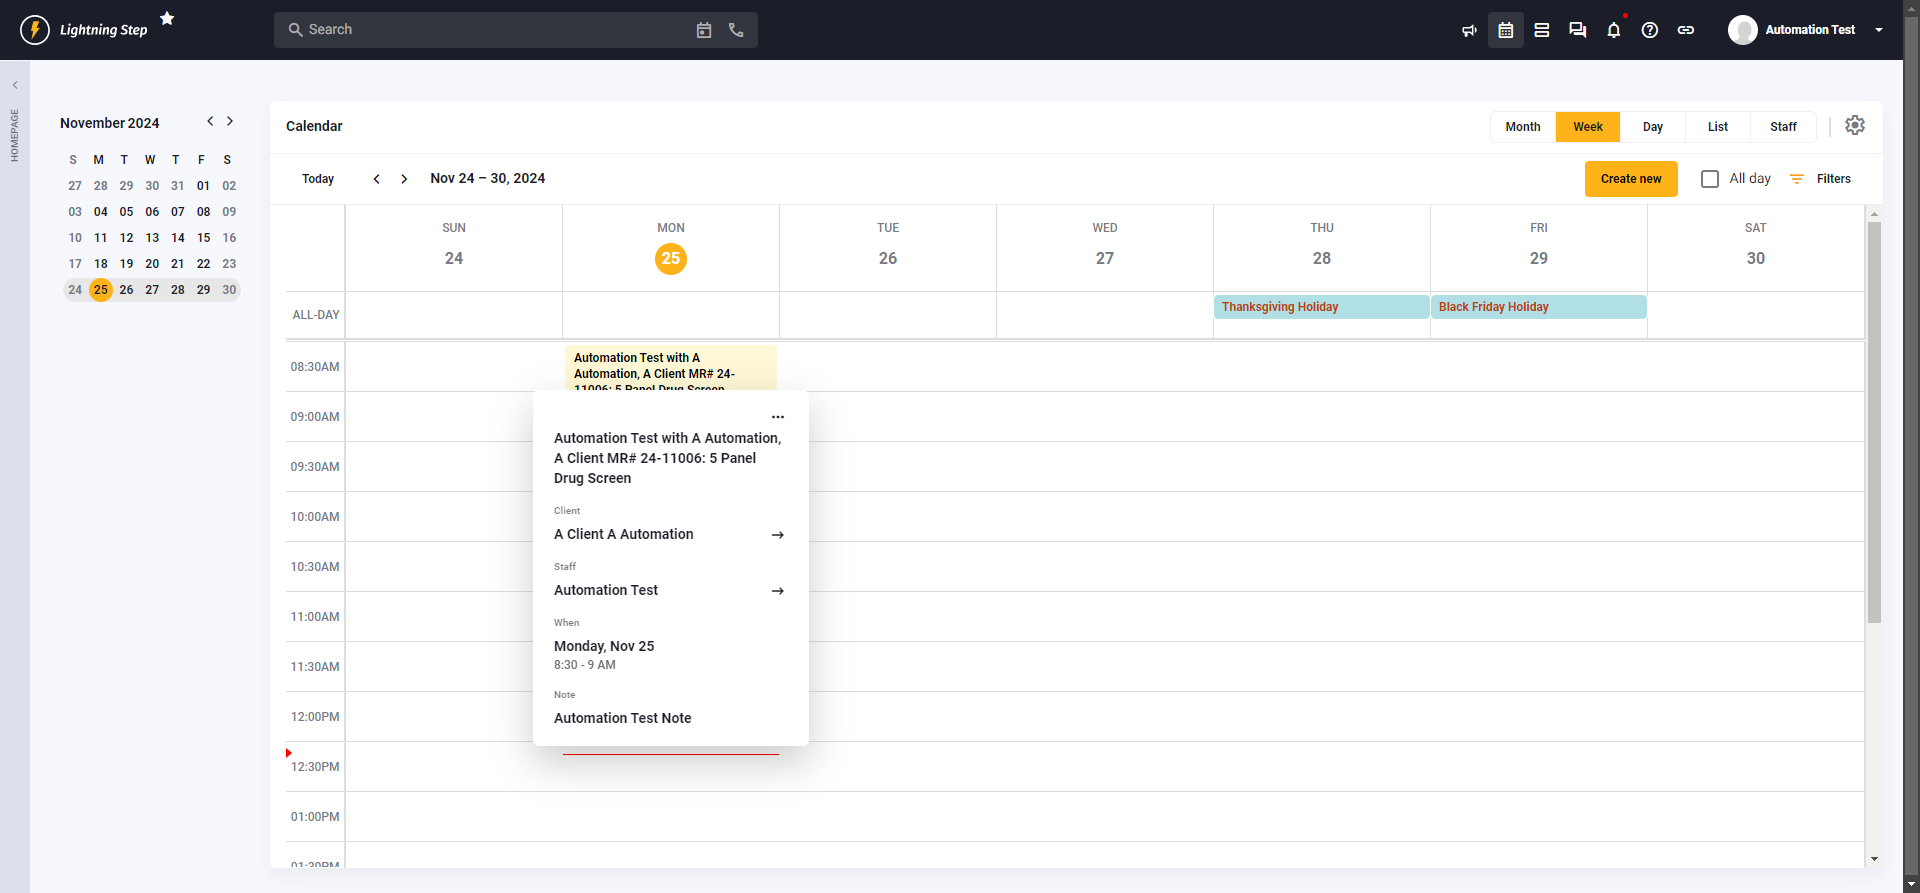 Lightning Step
Search
Automation Test
HOMEPAGE
November 2024
S M T W T F S
27 28 29 30 31 01 02
03 04 05 06 07 08 09
10 11 12 13 14 15 16
17 18 19 20 21 22 23
24 25 26 27 28 29 30
Calendar
Month Week Day List Staff
Today
Nov 24 – 30, 2024
Create new
All day
Filters
SUN MON TUE WED THU FRI SAT
24 25 26 27 28 29 30
ALL-DAY
Thanksgiving Holiday
Black Friday Holiday
08:30AM
Automation Test with A
Automation, A Client MR# 24-
11006: 5 Panel Drug Screen
09:00AM
09:30AM
10:00AM
10:30AM
11:00AM
11:30AM
12:00PM
12:30PM
01:00PM
01:30PM
Automation Test with A Automation,
A Client MR# 24-11006: 5 Panel
Drug Screen
Client
A Client A Automation
Staff
Automation Test
When
Monday, Nov 25
8:30 - 9 AM
Note
Automation Test Note